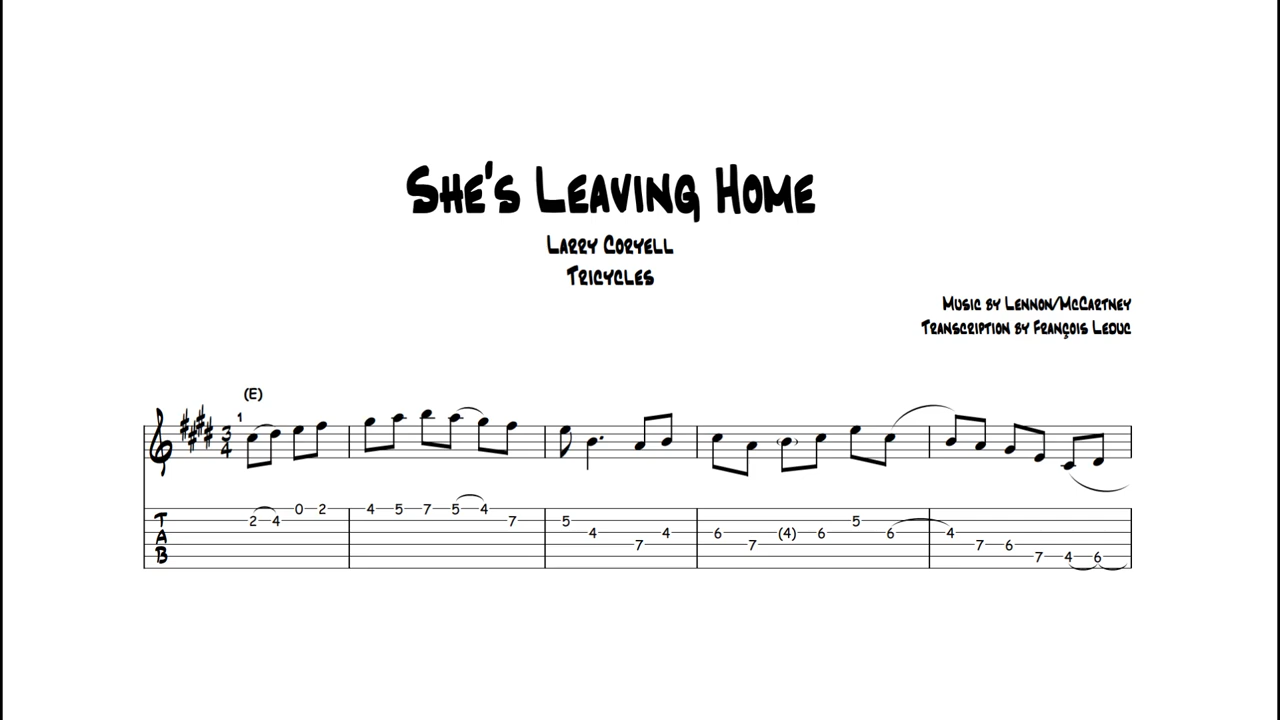 She's Leaving Home
Larry Coryell
Tricycles
Music by Lennon/McCartney
Transcription by François Leduc
(E)
1
3
4
T
A
B
2 4 0 2 4 5 7 5 4 7 5 4 7 4 6 7 (4) 6 5 6 4 7 6 7 4 6